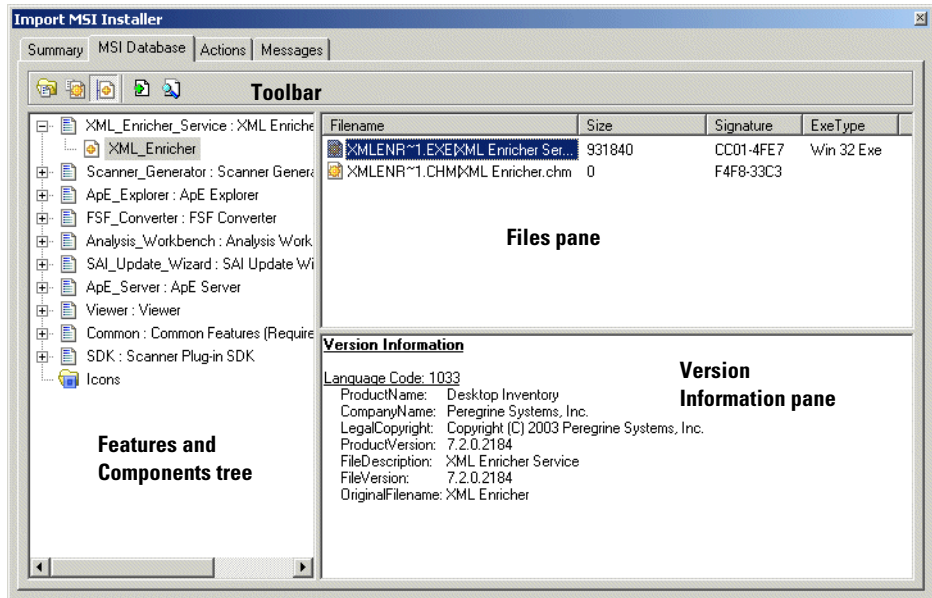 Import MSI Installer
Summary MSI Database Actions Messages
Toolbar
XML_Enricher_Service : XML Enriche
XML_Enricher
Scanner_Generator : Scanner Genera
ApE_Explorer : ApE Explorer
FSF_Converter : FSF Converter
Analysis_Workbench : Analysis Work
SAI_Update_Wizard : SAI Update Wi
ApE_Server : ApE Server
Viewer : Viewer
Common : Common Features (Require
SDK : Scanner Plug-in SDK
Icons
Features and
Components tree
Filename Size Signature ExeType
XMLENR~1.EXE|XML Enricher Ser... 931840 CC01-4FE7 Win 32 Exe
XMLENR~1.CHM|XML Enricher.chm 0 F4F8-33C3
Files pane
Version Information
Language Code: 1033
ProductName: Desktop Inventory
CompanyName: Peregrine Systems, Inc.
LegalCopyright: Copyright (C) 2003 Peregrine Systems, Inc.
ProductVersion: 7.2.0.2184
FileDescription: XML Enricher Service
FileVersion: 7.2.0.2184
OriginalFilename: XML Enricher
Version
Information pane